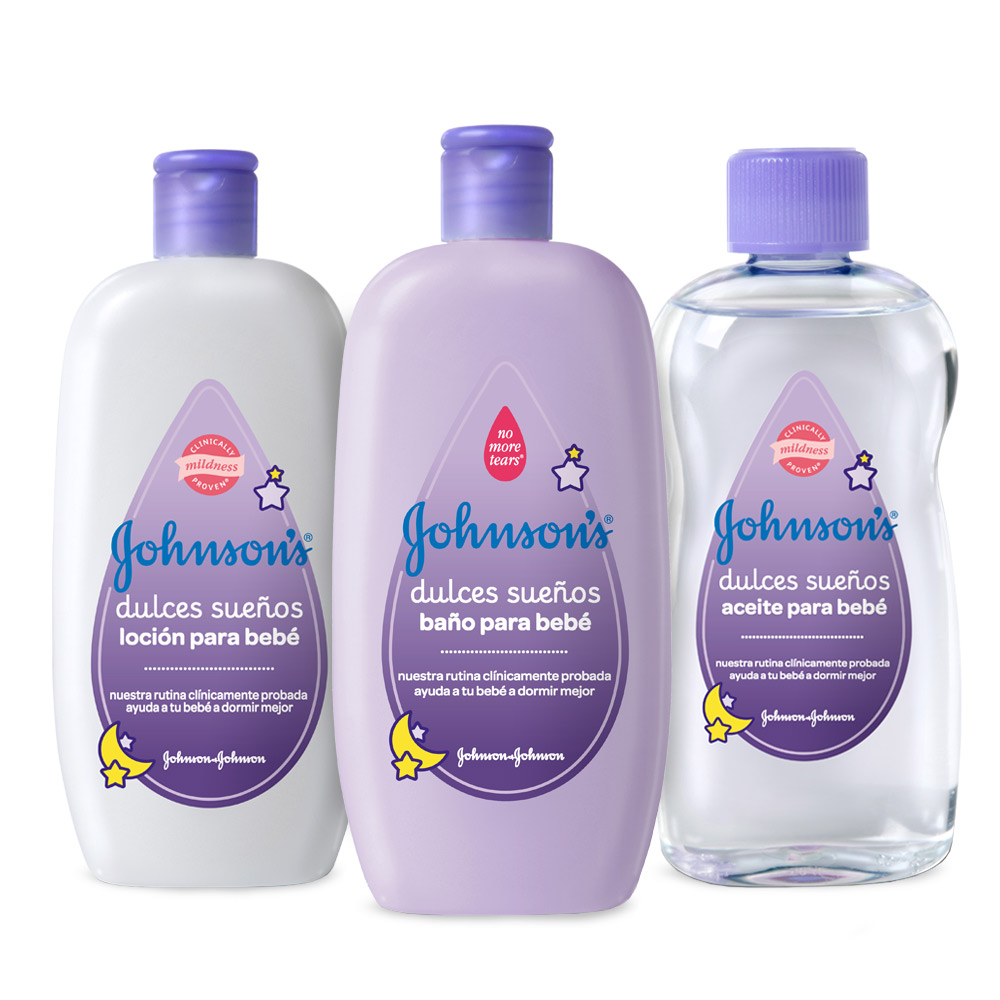 CLINICALLY
mildness
PROVEN®
Johnson's®
dulces sueños
loción para bebé
nuestra rutina clínicamente probada
ayuda a tu bebé a dormir mejor
Johnson & Johnson
no
more
tears®
Johnson's®
dulces sueños
baño para bebé
nuestra rutina clínicamente probada
ayuda a tu bebé a dormir mejor
Johnson & Johnson
CLINICALLY
mildness
PROVEN®
Johnson's®
dulces sueños
aceite para bebé
nuestra rutina clínicamente probada
ayuda a tu bebé a dormir mejor
Johnson & Johnson